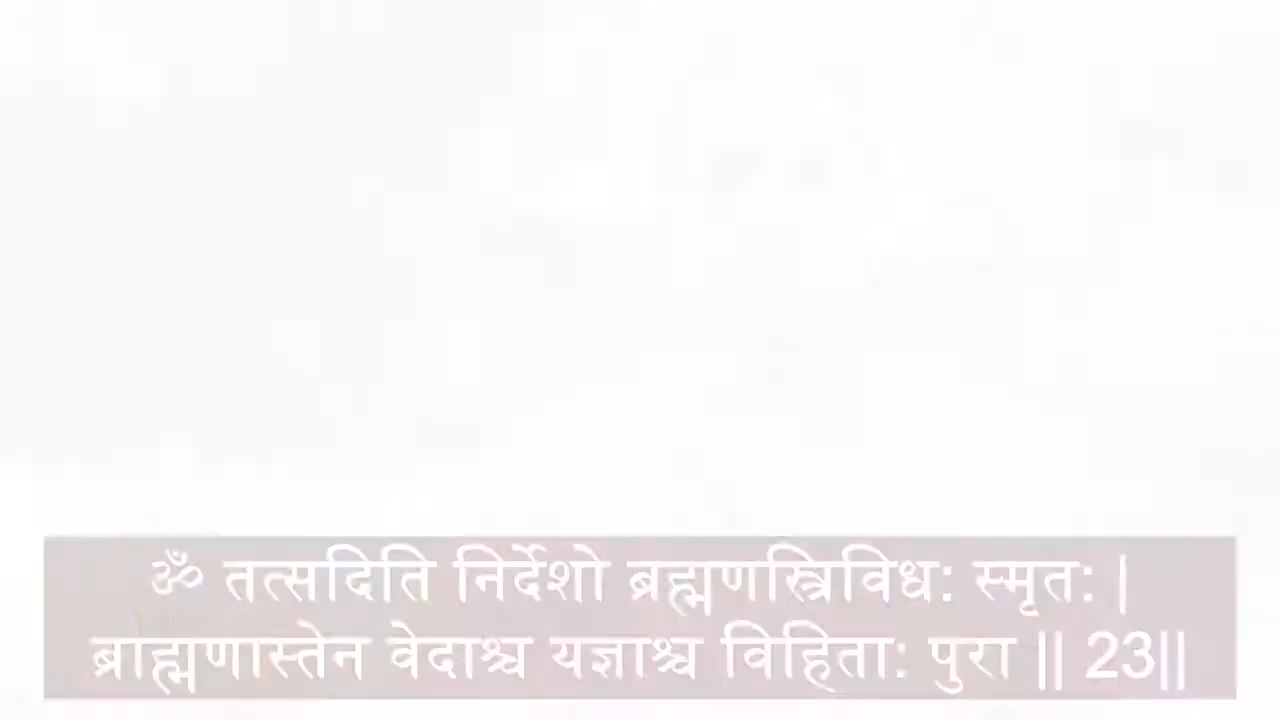 ॐ तत्सदिति निर्देशो ब्रह्मणस्त्रिविध: स्मृत: |
ब्राह्मणास्तेन वेदाश्च यज्ञाश्च विहिता: पुरा || 23||